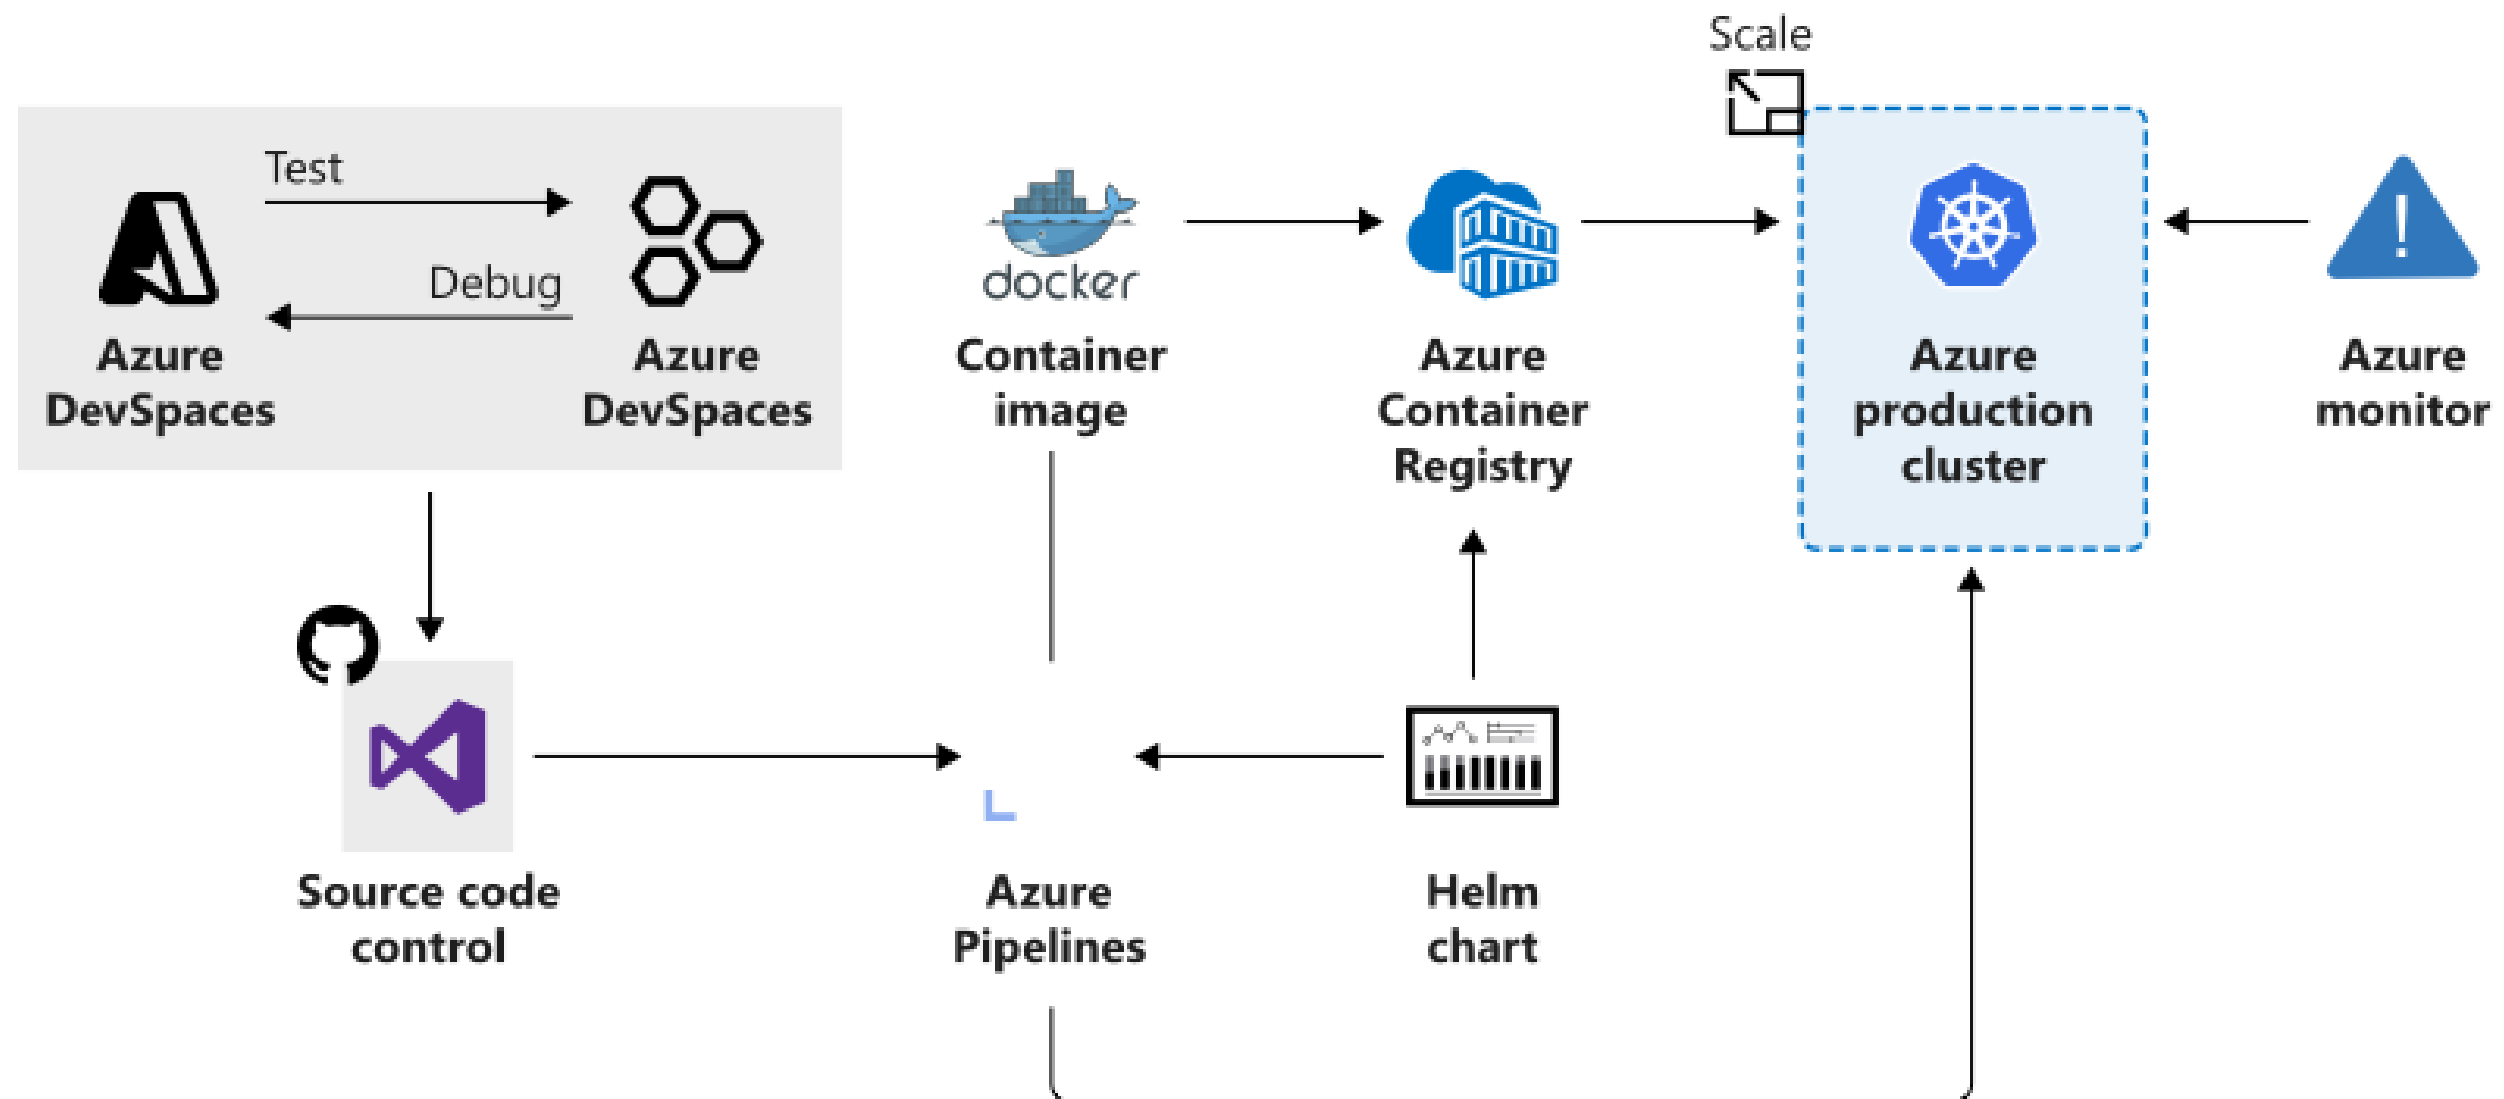 Scale
Test
Debug
Azure
DevSpaces
Azure
DevSpaces
docker
Container
image
Azure
Container
Registry
Azure
production
cluster
Azure
monitor
Source code
control
Azure
Pipelines
Helm
chart